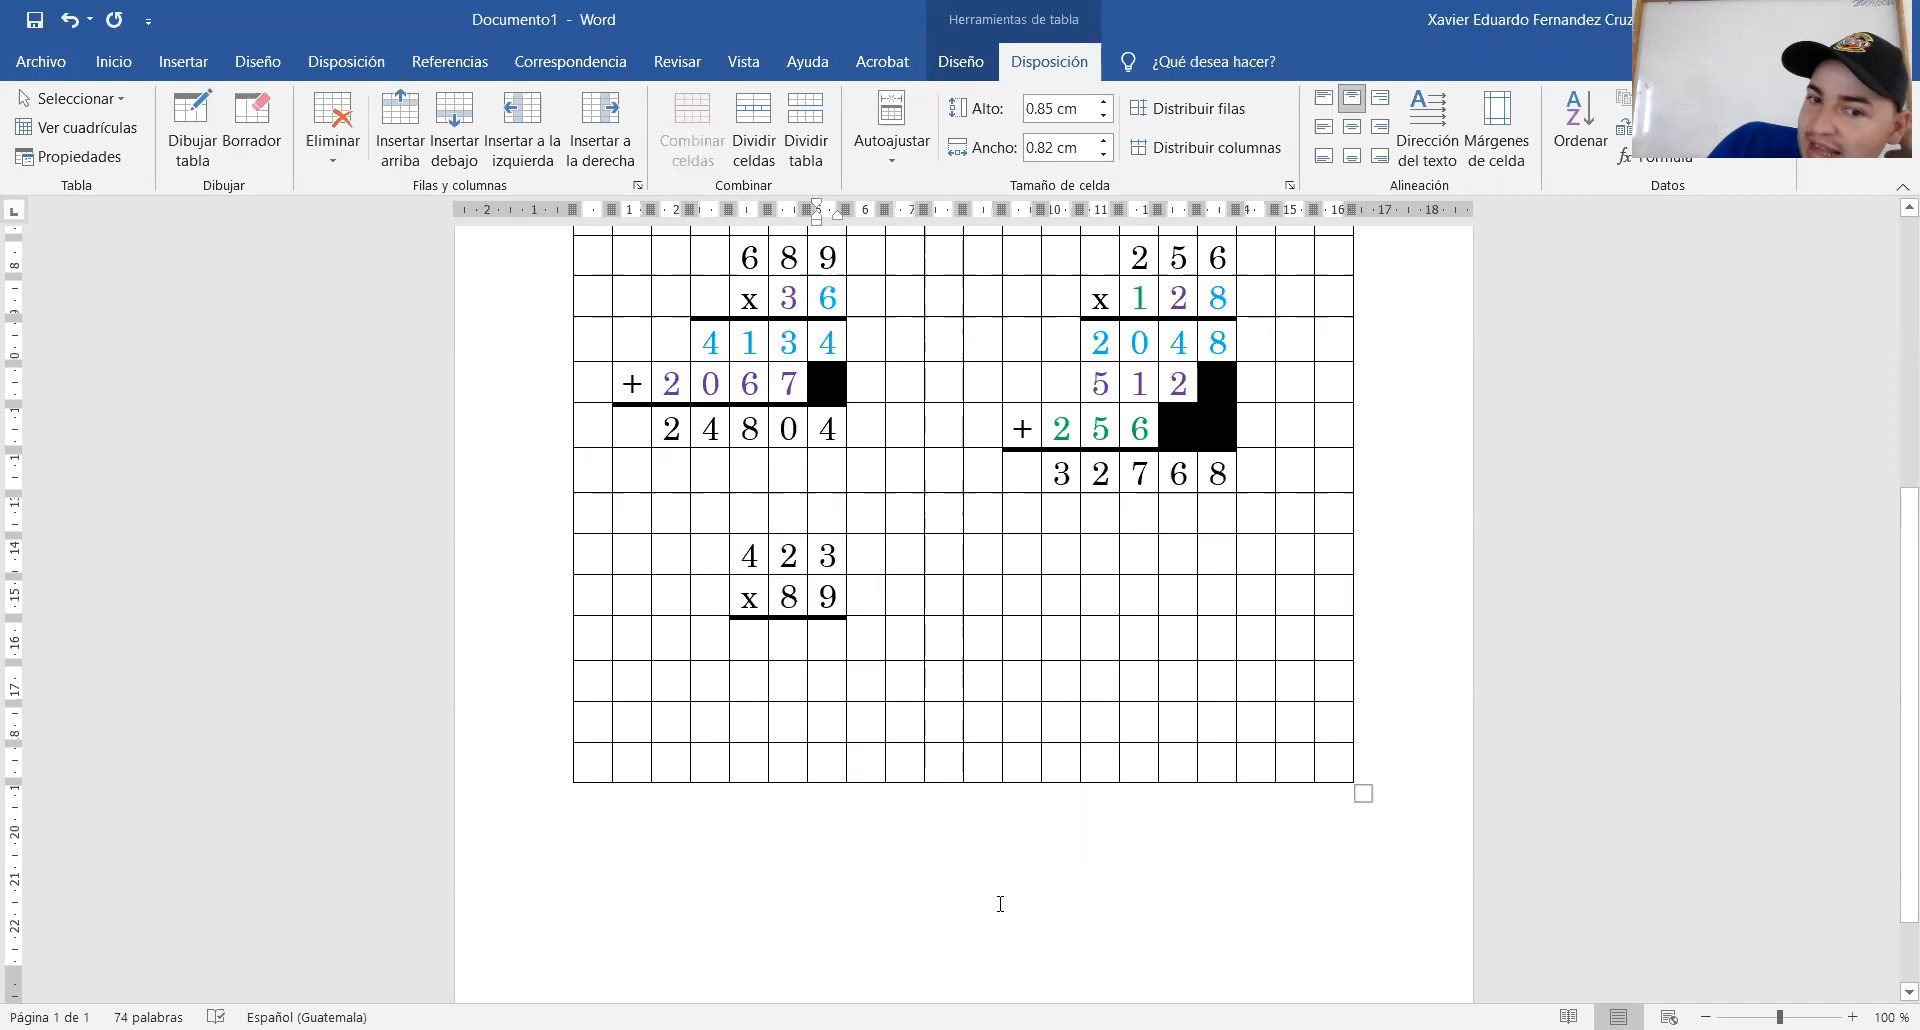 Documento1 - Word
Herramientas de tabla
Xavier Eduardo Fernandez Cruz
Archivo Inicio Insertar Diseño Disposición Referencias Correspondencia Revisar Vista Ayuda Acrobat Diseño Disposición ¿Qué desea hacer?
Seleccionar
Ver cuadrículas
Propiedades
Tabla
Dibujar tabla
Borrador
Dibujar
Eliminar
Insertar arriba
Insertar debajo
Insertar a la izquierda
Insertar a la derecha
Filas y columnas
Combinar celdas
Dividir celdas
Dividir tabla
Combinar
Autoajustar
Alto: 0.85 cm
Ancho: 0.82 cm
Distribuir filas
Distribuir columnas
Tamaño de celda
Dirección del texto
Márgenes de celda
Alineación
Ordenar
Fórmula
Datos
6 8 9
x 3 6
4 1 3 4
+ 2 0 6 7
2 4 8 0 4
2 5 6
x 1 2 8
2 0 4 8
5 1 2
+ 2 5 6
3 2 7 6 8
4 2 3
x 8 9
Página 1 de 1 74 palabras Español (Guatemala) 100 %